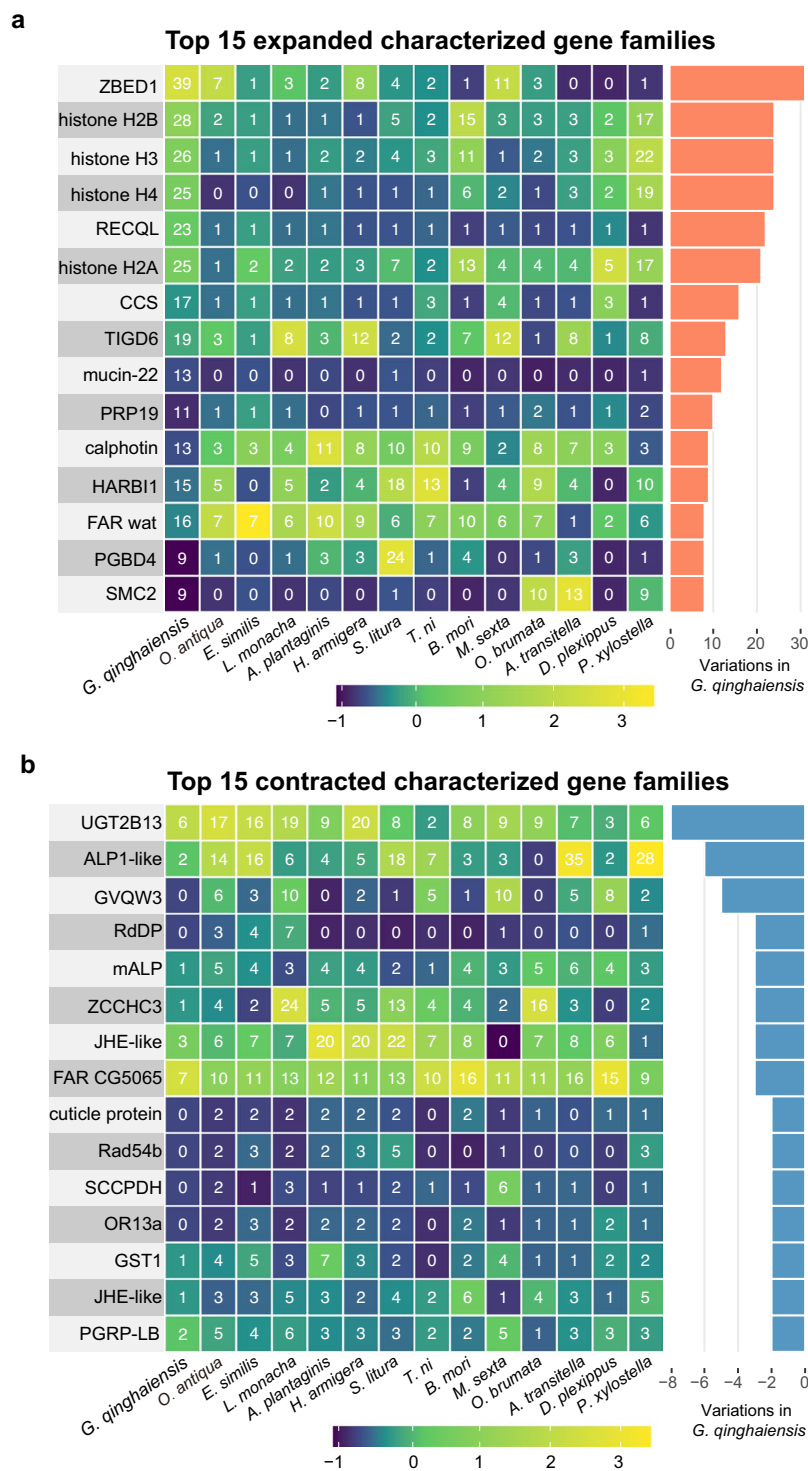 a
Top 15 expanded characterized gene families
ZBED1 39 7 1 3 2 8 4 2 1 11 3 0 0 1
histone H2B 28 2 1 1 1 1 5 2 15 3 3 3 2 17
histone H3 26 1 1 1 2 2 4 3 11 1 2 3 3 22
histone H4 25 0 0 0 1 1 1 1 6 2 1 3 2 19
RECQL 23 1 1 1 1 1 1 1 1 1 1 1 1 1
histone H2A 25 1 2 2 2 3 7 2 13 4 4 4 5 17
CCS 17 1 1 1 1 1 1 3 1 4 1 1 3 1
TIGD6 19 3 1 8 3 12 2 2 7 12 1 8 1 8
mucin-22 13 0 0 0 0 0 1 0 0 0 0 0 0 1
PRP19 11 1 1 1 0 1 1 1 1 1 2 1 1 2
calphotin 13 3 3 4 11 8 10 10 9 2 8 7 3 3
HARBI1 15 5 0 5 2 4 18 13 1 4 9 4 0 10
FAR wat 16 7 7 6 10 9 6 7 10 6 7 1 2 6
PGBD4 9 1 0 1 3 3 24 1 4 0 1 3 0 1
SMC2 9 0 0 0 0 0 1 0 0 0 10 13 0 9
G. qinghaiensis O. antiqua E. similis L. monacha A. plantaginis H. armigera S. litura T. ni B. mori M. sexta O. brumata A. transitella D. plexippus P. xylostella
0 10 20 30
Variations in
G. qinghaiensis
−1 0 1 2 3
b
Top 15 contracted characterized gene families
UGT2B13 6 17 16 19 9 20 8 2 8 9 9 7 3 6
ALP1-like 2 14 16 6 4 5 18 7 3 3 0 35 2 28
GVQW3 0 6 3 10 0 2 1 5 1 10 0 5 8 2
RdDP 0 3 4 7 0 0 0 0 0 1 0 0 0 1
mALP 1 5 4 3 4 4 2 1 4 3 5 6 4 3
ZCCHC3 1 4 2 24 5 5 13 4 4 2 16 3 0 2
JHE-like 3 6 7 7 20 20 22 7 8 0 7 8 6 1
FAR CG5065 7 10 11 13 12 11 13 10 16 11 11 16 15 9
cuticle protein 0 2 2 2 2 2 2 0 2 1 1 0 1 1
Rad54b 0 2 3 2 2 3 5 0 0 1 0 0 0 3
SCCPDH 0 2 1 3 1 1 2 1 1 6 1 1 0 1
OR13a 0 2 3 2 2 2 2 0 2 1 1 1 2 1
GST1 1 4 5 3 7 3 2 0 2 4 1 1 2 2
JHE-like 1 3 3 5 3 2 4 2 6 1 4 3 1 5
PGRP-LB 2 5 4 6 3 3 3 2 2 5 1 3 3 3
G. qinghaiensis O. antiqua E. similis L. monacha A. plantaginis H. armigera S. litura T. ni B. mori M. sexta O. brumata A. transitella D. plexippus P. xylostella
−8 −6 −4 −2 0
Variations in
G. qinghaiensis
−1 0 1 2 3